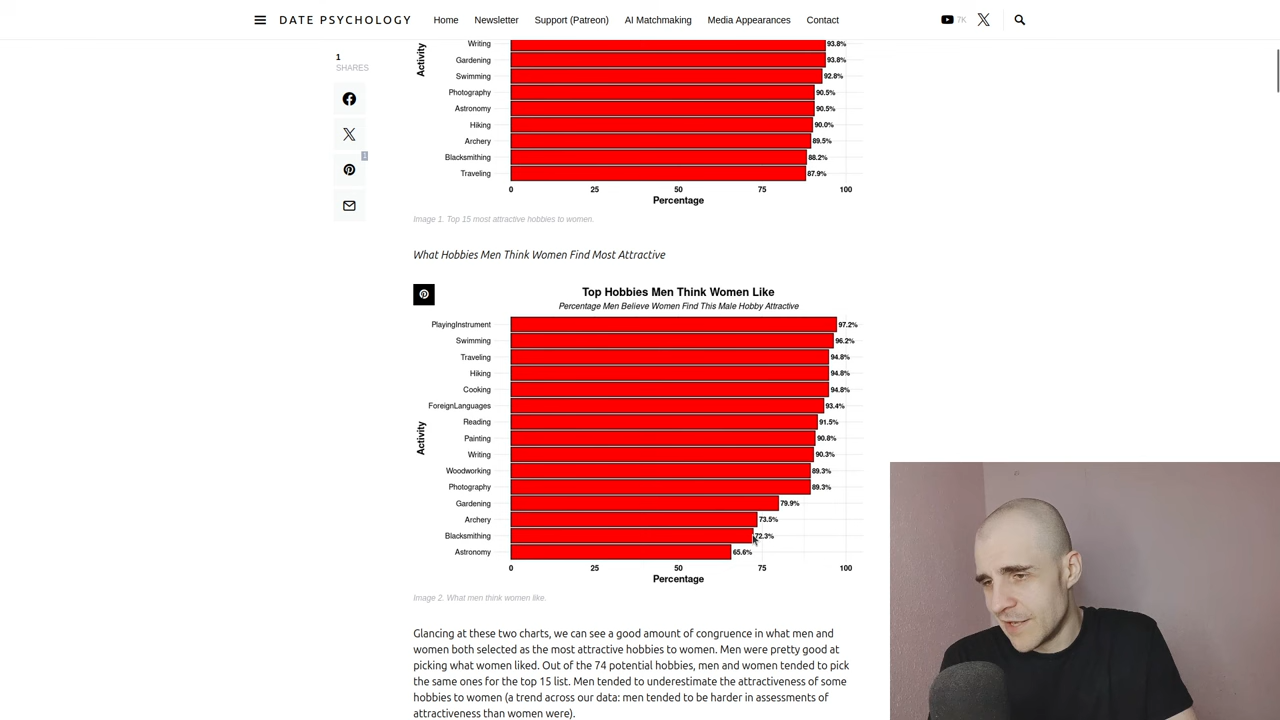 DATE PSYCHOLOGY Home Newsletter Support (Patreon) AI Matchmaking Media Appearances Contact 7K
1
SHARES
1
Activity
Writing 93.8%
Gardening 93.8%
Swimming 92.8%
Photography 90.5%
Astronomy 90.5%
Hiking 90.0%
Archery 89.5%
Blacksmithing 88.2%
Traveling 87.9%
0 25 50 75 100
Percentage
Image 1. Top 15 most attractive hobbies to women.
What Hobbies Men Think Women Find Most Attractive
Top Hobbies Men Think Women Like
Percentage Men Believe Women Find This Male Hobby Attractive
Activity
PlayingInstrument 97.2%
Swimming 96.2%
Traveling 94.8%
Hiking 94.8%
Cooking 94.8%
ForeignLanguages 93.4%
Reading 91.5%
Painting 90.8%
Writing 90.3%
Woodworking 89.3%
Photography 89.3%
Gardening 79.9%
Archery 73.5%
Blacksmithing 72.3%
Astronomy 65.6%
0 25 50 75 100
Percentage
Image 2. What men think women like.
Glancing at these two charts, we can see a good amount of congruence in what men and
women both selected as the most attractive hobbies to women. Men were pretty good at
picking what women liked. Out of the 74 potential hobbies, men and women tended to pick
the same ones for the top 15 list. Men tended to underestimate the attractiveness of some
hobbies to women (a trend across our data: men tended to be harder in assessments of
attractiveness than women were).